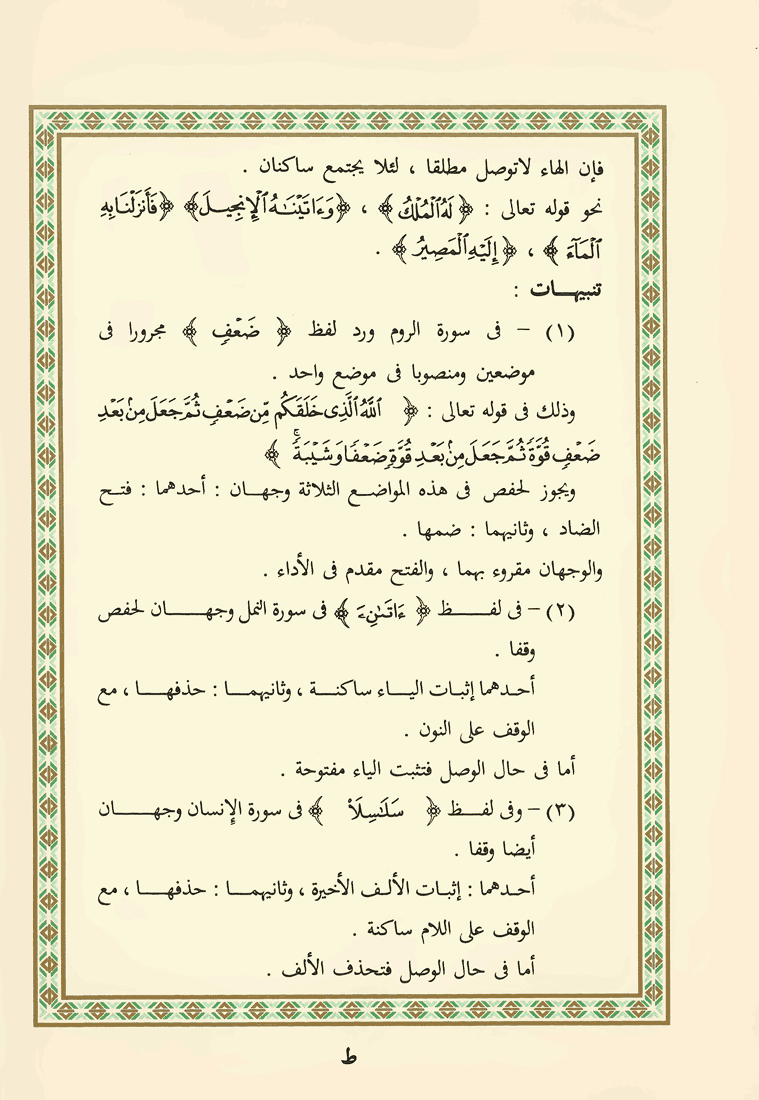 فإن الهاء لاتوصل مطلقا ، لئلا يجتمع ساكنان .
نحو قوله تعالى : ﴿ لَهُ ٱلْمُلْكُ ﴾ ، ﴿ وَءَاتَيْنَٰهُ ٱلْإِنجِيلَ ﴾ ﴿ فَأَنزَلْنَا بِهِ
ٱلْمَآءَ ﴾ ، ﴿ إِلَيْهِ ٱلْمَصِيرُ ﴾ .
تنبيهــات :
(١) – فى سورة الروم ورد لفظ ﴿ ضَعْفٍ ﴾ مجرورا فى
موضعين ومنصوبا فى موضع واحد .
وذلك فى قوله تعالى : ﴿ ٱللَّهُ ٱلَّذِى خَلَقَكُم مِّن ضَعْفٍ ثُمَّ جَعَلَ مِنۢ بَعْدِ
ضَعْفٍ قُوَّةً ثُمَّ جَعَلَ مِنۢ بَعْدِ قُوَّةٍ ضَعْفًا وَشَيْبَةً ۚ ﴾
ويجوز لحفص فى هذه المواضع الثلاثة وجهان : أحدهما : فتح
الضاد ، وثانيهما : ضمها .
والوجهان مقروء بهما ، والفتح مقدم فى الأداء .
(٢) – فى لفظ ﴿ ءَاتَىٰنِۦَ ﴾ فى سورة النمل وجهان لحفص
وقفا .
أحدهما إثبات الياء ساكنة ، وثانيهما : حذفها ، مع
الوقف على النون .
أما فى حال الوصل فتثبت الياء مفتوحة .
(٣) – وفى لفظ ﴿ سَلَٰسِلَا۟ ﴾ فى سورة الإنسان وجهان
أيضا وقفا .
أحدهما : إثبات الألف الأخيرة ، وثانيهما : حذفها ، مع
الوقف على اللام ساكنة .
أما فى حال الوصل فتحذف الألف .
ط